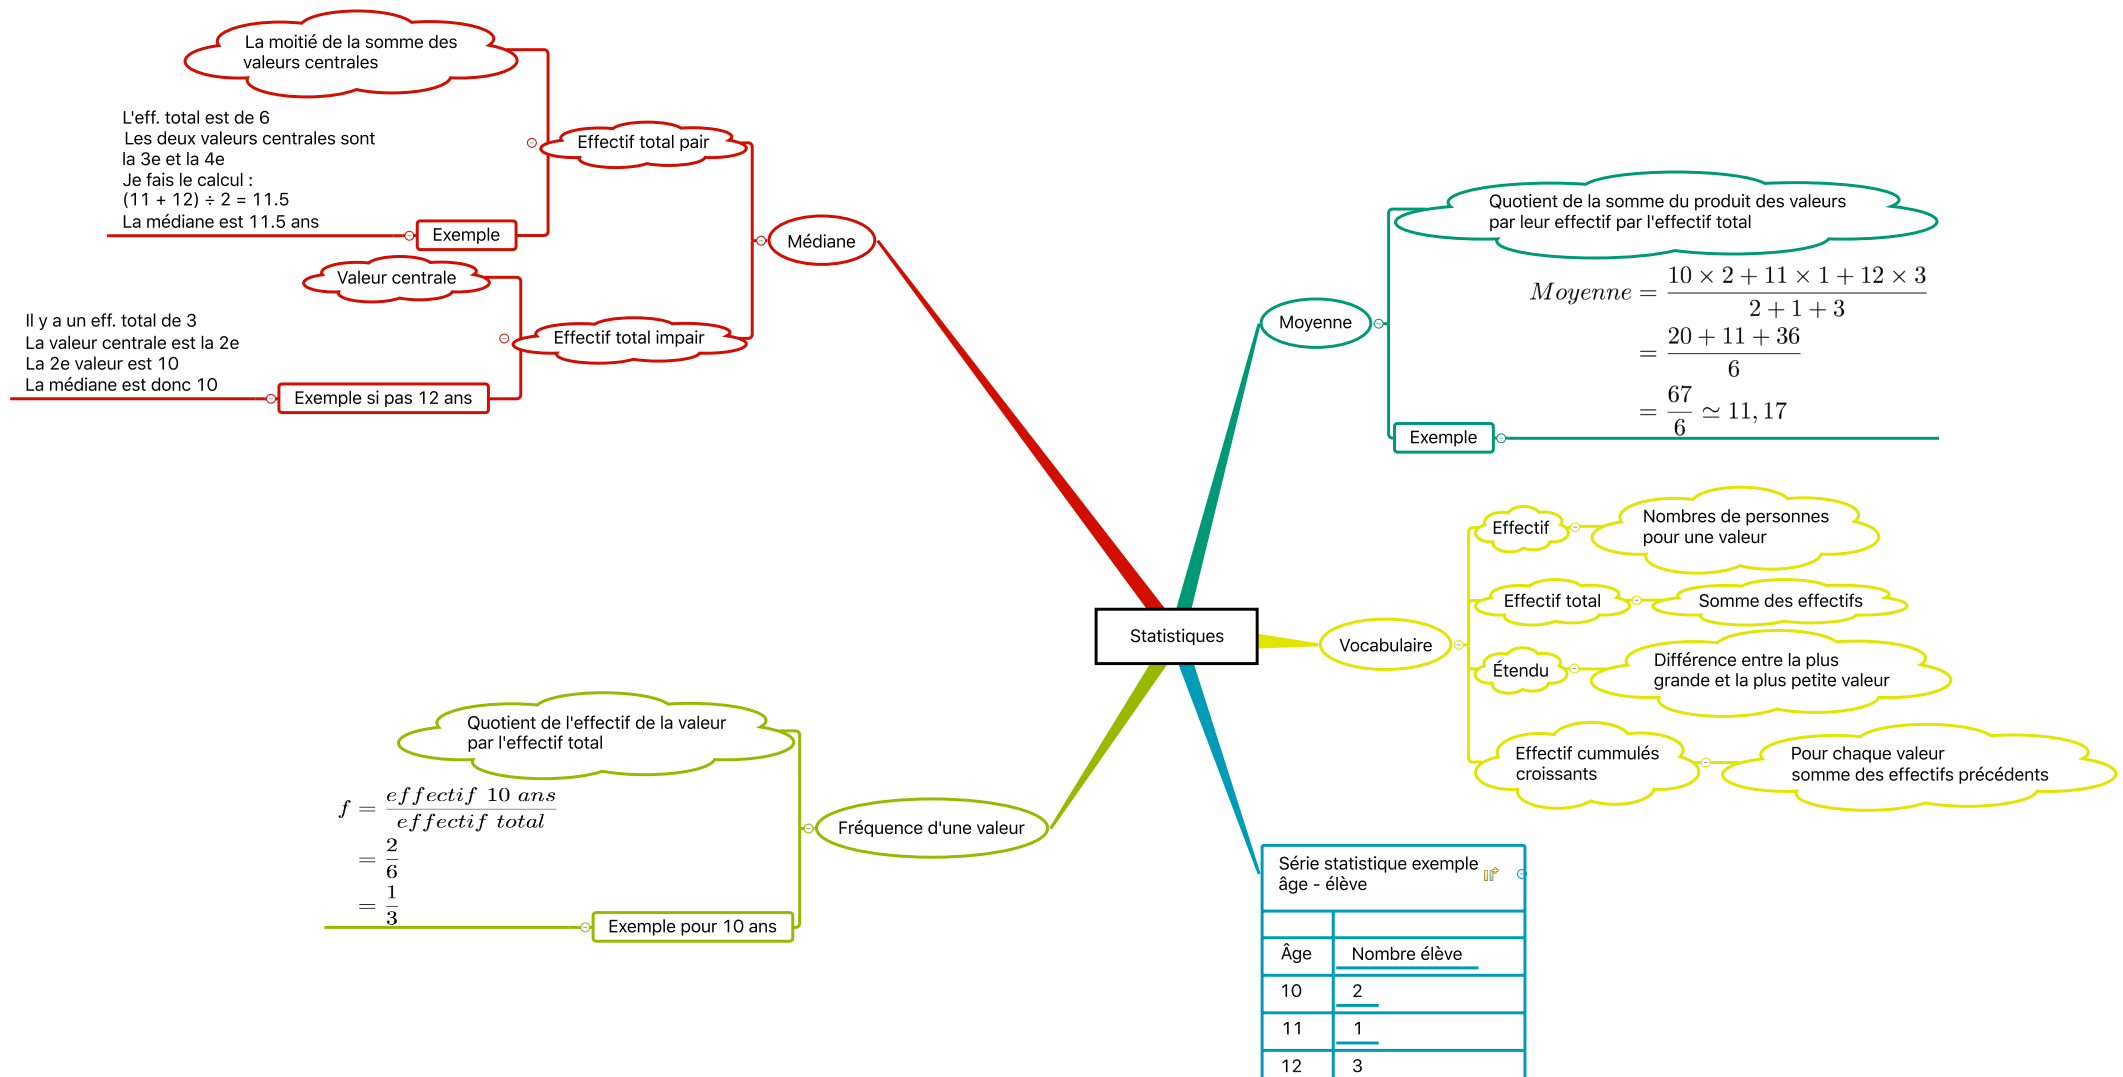 La moitié de la somme des
valeurs centrales
L'eff. total est de 6
Les deux valeurs centrales sont
la 3e et la 4e
Je fais le calcul :
(11 + 12) ÷ 2 = 11.5
La médiane est 11.5 ans
Exemple
Effectif total pair
Valeur centrale
Il y a un eff. total de 3
La valeur centrale est la 2e
La 2e valeur est 10
La médiane est donc 10
Exemple si pas 12 ans
Effectif total impair
Médiane
Quotient de la somme du produit des valeurs
par leur effectif par l'effectif total
Moyenne = (10 × 2 + 11 × 1 + 12 × 3) / (2 + 1 + 3)
= (20 + 11 + 36) / 6
= 67 / 6 ≃ 11, 17
Exemple
Moyenne
Statistiques
Vocabulaire
Effectif
Nombres de personnes
pour une valeur
Effectif total
Somme des effectifs
Étendu
Différence entre la plus
grande et la plus petite valeur
Effectif cummulés
croissants
Pour chaque valeur
somme des effectifs précédents
Quotient de l'effectif de la valeur
par l'effectif total
f = effectif 10 ans / effectif total
= 2 / 6
= 1 / 3
Exemple pour 10 ans
Fréquence d'une valeur
Série statistique exemple
âge - élève
Âge Nombre élève
10 2
11 1
12 3